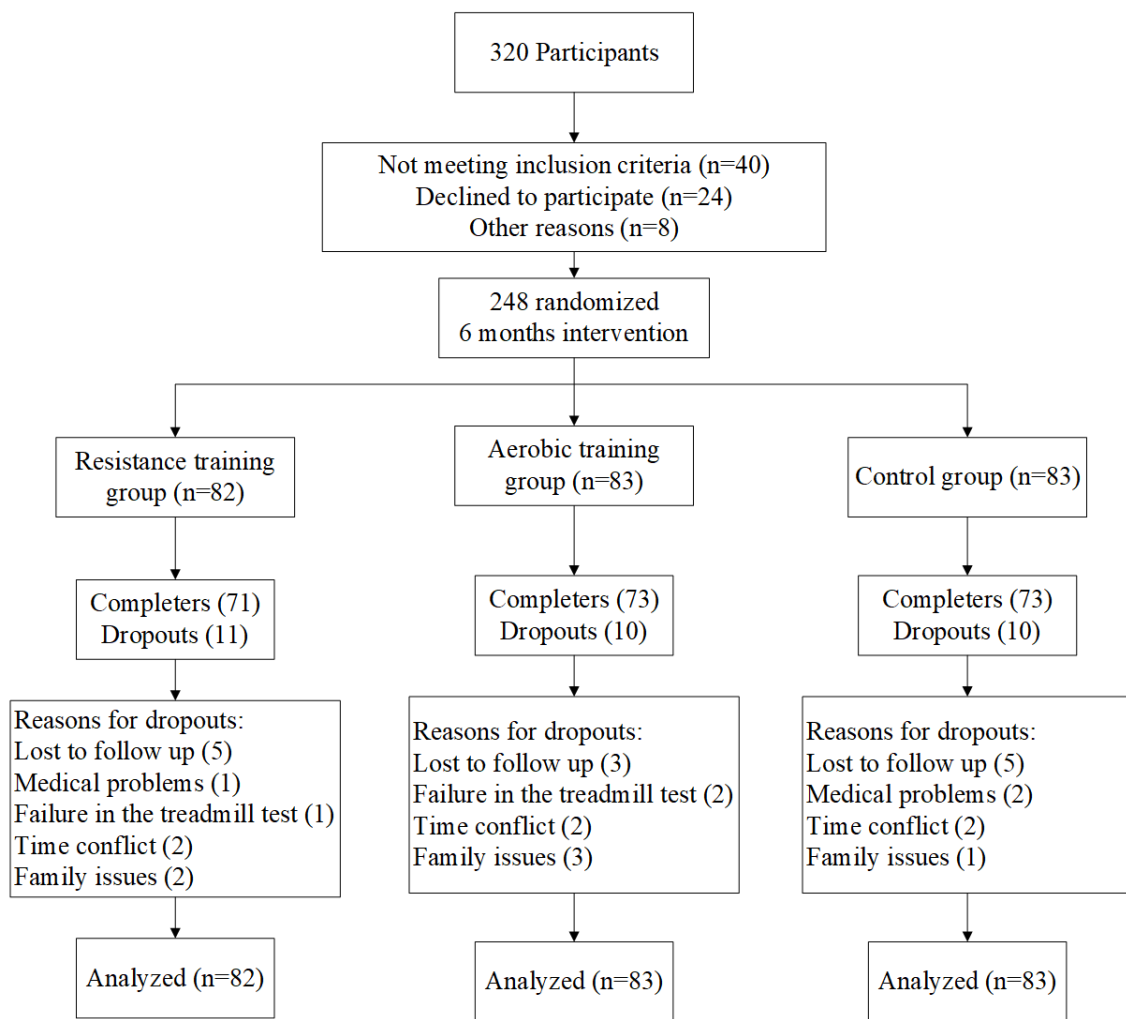 320 Participants
Not meeting inclusion criteria (n=40)
Declined to participate (n=24)
Other reasons (n=8)
248 randomized
6 months intervention
Resistance training
group (n=82)
Aerobic training
group (n=83)
Control group (n=83)
Completers (71)
Dropouts (11)
Completers (73)
Dropouts (10)
Completers (73)
Dropouts (10)
Reasons for dropouts:
Lost to follow up (5)
Medical problems (1)
Failure in the treadmill test (1)
Time conflict (2)
Family issues (2)
Reasons for dropouts:
Lost to follow up (3)
Failure in the treadmill test (2)
Time conflict (2)
Family issues (3)
Reasons for dropouts:
Lost to follow up (5)
Medical problems (2)
Time conflict (2)
Family issues (1)
Analyzed (n=82)
Analyzed (n=83)
Analyzed (n=83)